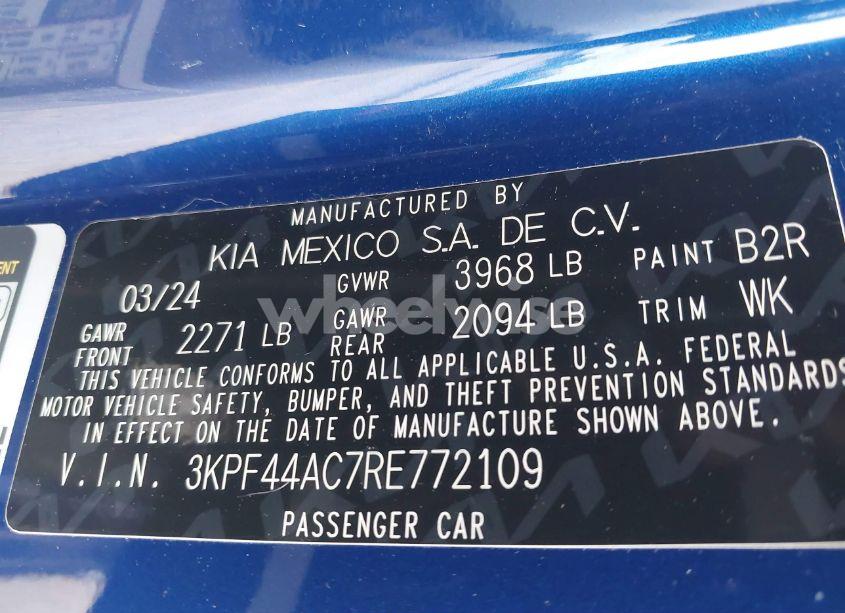 MANUFACTURED BY
KIA MEXICO S.A. DE C.V.
03/24 GVWR 3968 LB PAINT B2R
GAWR FRONT 2271 LB GAWR REAR 2094 LB TRIM WK
THIS VEHICLE CONFORMS TO ALL APPLICABLE U.S.A. FEDERAL
MOTOR VEHICLE SAFETY, BUMPER, AND THEFT PREVENTION STANDARDS
IN EFFECT ON THE DATE OF MANUFACTURE SHOWN ABOVE.
V.I.N. 3KPF44AC7RE772109
PASSENGER CAR
wheelwise